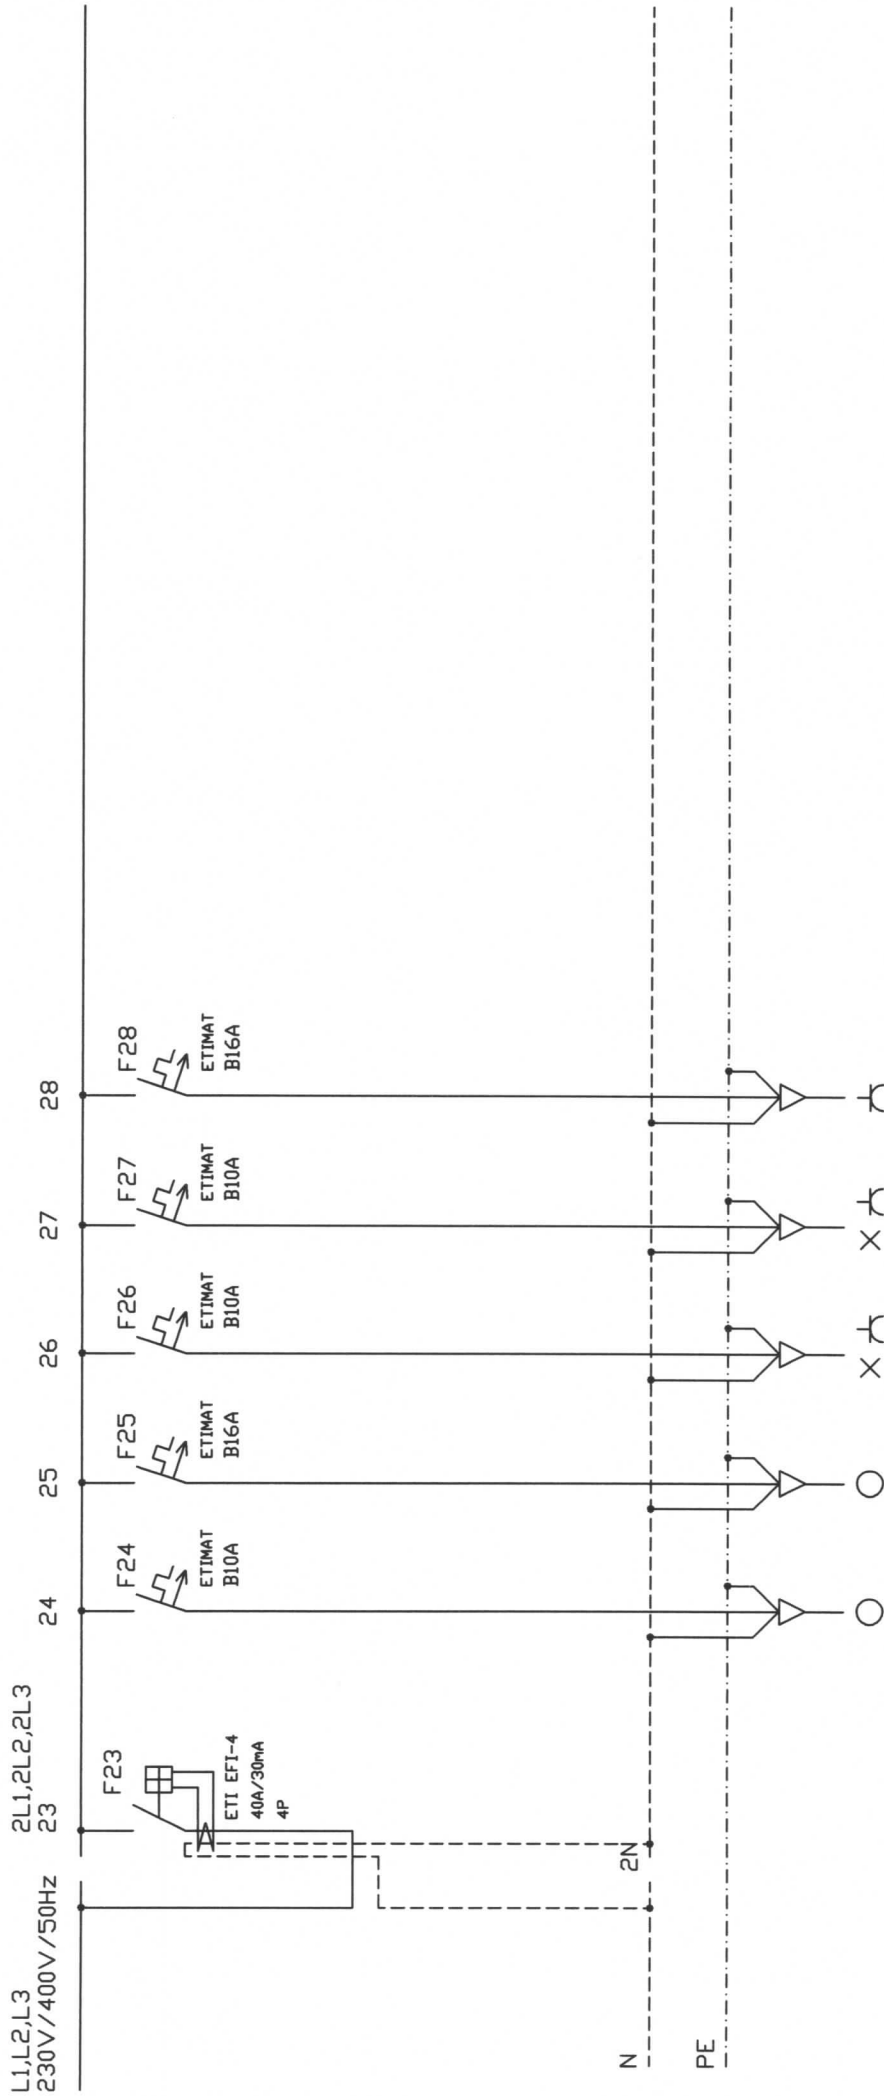 L1,L2,L3
230V/400V/50Hz
2L1,2L2,2L3
23
24
25
26
27
28
F23
ETI EFI-4
40A/30mA
4P
F24
ETIMAT
B10A
F25
ETIMAT
B16A
F26
ETIMAT
B10A
F27
ETIMAT
B10A
F28
ETIMAT
B16A
2N
N
PE